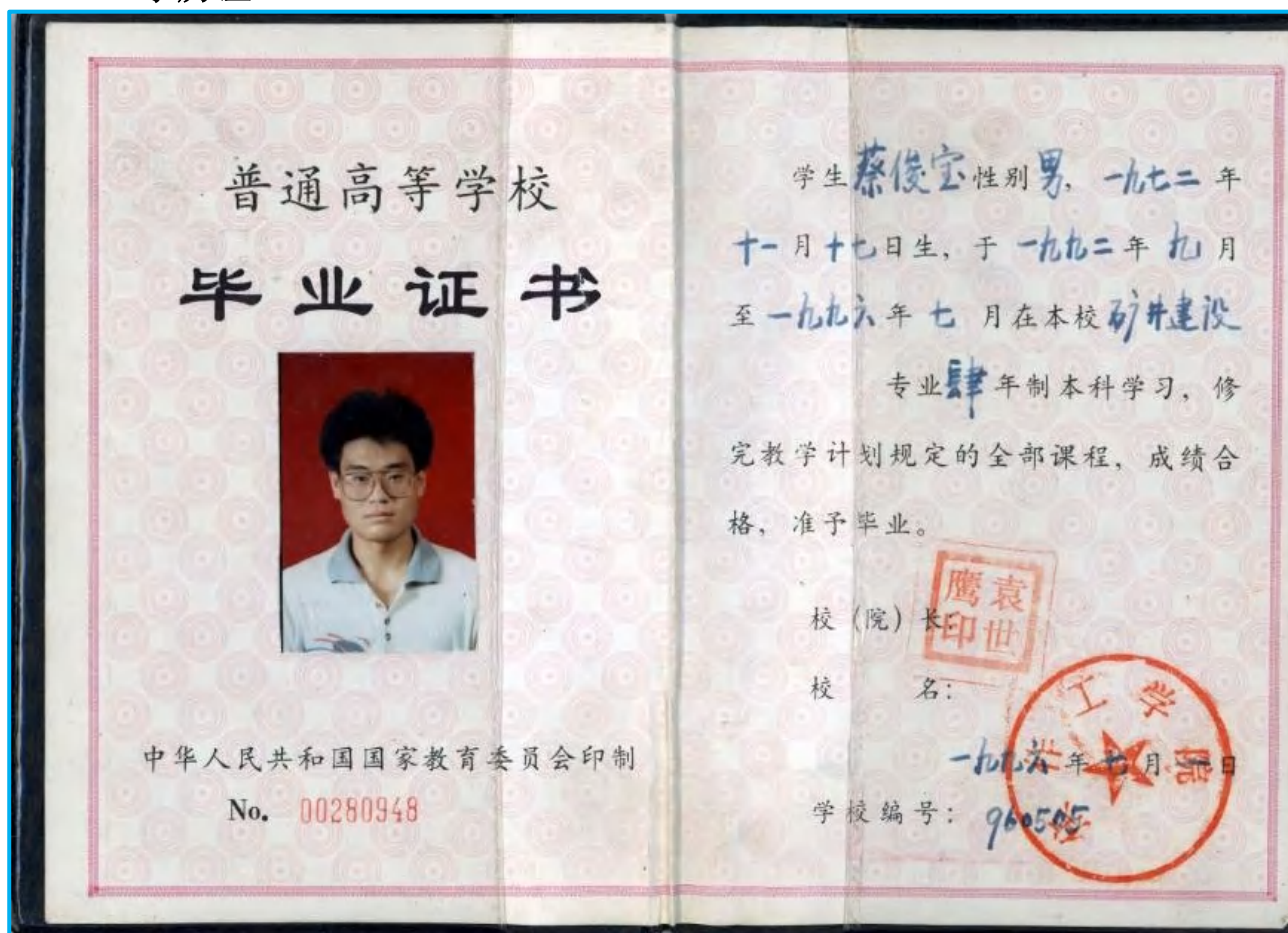 普通高等学校
毕业证书
中华人民共和国国家教育委员会印制
No. 00280948
学生蔡俊宝性别男，一九七二年
十一月十七日生，于一九九二年九月
至一九九六年七月在本校矿井建设
专业肆年制本科学习，修
完教学计划规定的全部课程，成绩合
格，准予毕业。
校（院）长：
袁世鹰印
校名：
工学院
一九九六年七月一日
学校编号：960505